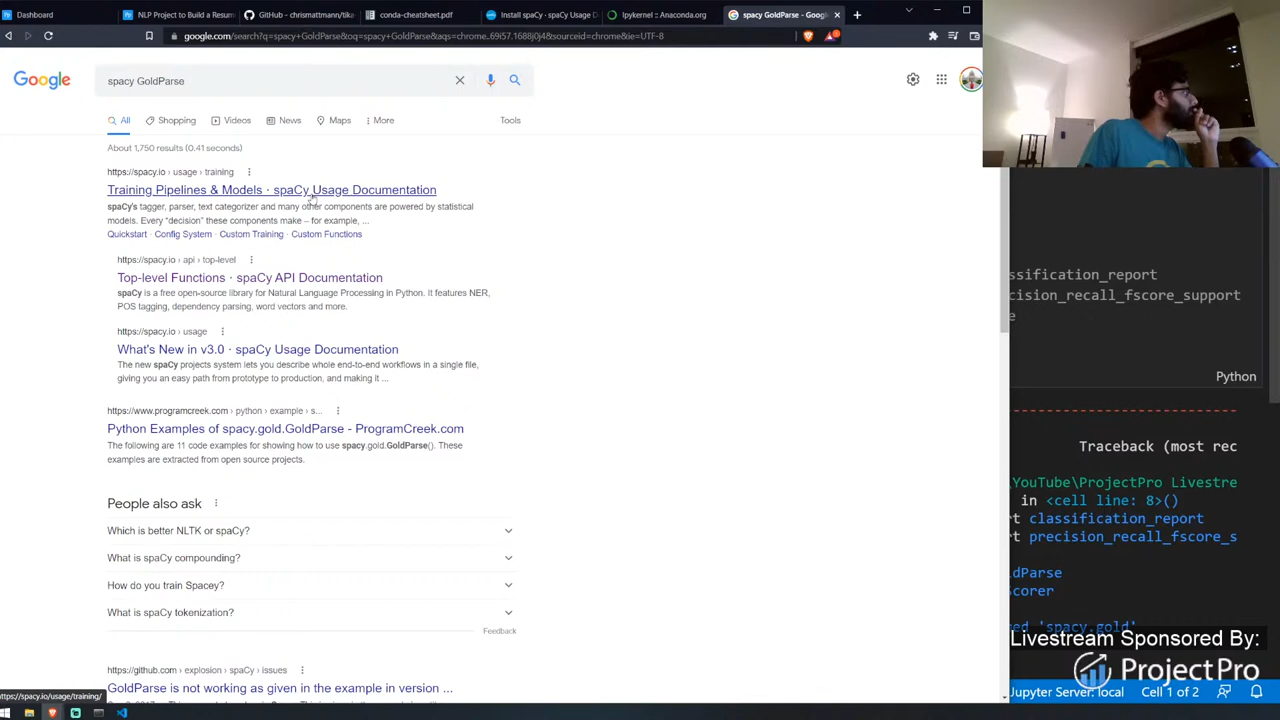 Dashboard
NLP Project to Build a Resum
GitHub - chrismattmann/tika
conda-cheatsheet.pdf
Install spaCy · spaCy Usage D
Ipykernel :: Anaconda.org
spacy GoldParse - Google
google.com/search?q=spacy+GoldParse&oq=spacy+GoldParse&aqs=chrome..69i57.1688j0j4&sourceid=chrome&ie=UTF-8
Google
spacy GoldParse
All
Shopping
Videos
News
Maps
More
Tools
About 1,750 results (0.41 seconds)
https://spacy.io › usage › training
Training Pipelines & Models · spaCy Usage Documentation
spaCy's tagger, parser, text categorizer and many other components are powered by statistical
models. Every “decision” these components make – for example, ...
Quickstart · Config System · Custom Training · Custom Functions
https://spacy.io › api › top-level
Top-level Functions · spaCy API Documentation
spaCy is a free open-source library for Natural Language Processing in Python. It features NER,
POS tagging, dependency parsing, word vectors and more.
https://spacy.io › usage
What's New in v3.0 · spaCy Usage Documentation
The new spaCy projects system lets you describe whole end-to-end workflows in a single file,
giving you an easy path from prototype to production, and making it ...
https://www.programcreek.com › python › example › s...
Python Examples of spacy.gold.GoldParse - ProgramCreek.com
The following are 11 code examples for showing how to use spacy.gold.GoldParse(). These
examples are extracted from open source projects.
People also ask
Which is better NLTK or spaCy?
What is spaCy compounding?
How do you train Spacey?
What is spaCy tokenization?
Feedback
https://github.com › explosion › spaCy › issues
GoldParse is not working as given in the example in version ...
https://spacy.io/usage/training/
ssification_report
cision_recall_fscore_support
e
Python
Traceback (most rec
\YouTube\ProjectPro Livestre
in <cell line: 8>()
rt classification_report
rt precision_recall_fscore_s
ldParse
corer
ed 'spacy.gold'
Livestream Sponsored By:
ProjectPro
Jupyter Server: local
Cell 1 of 2